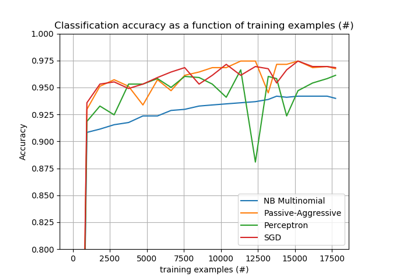 Classification accuracy as a function of training examples (#)
1.000
0.975
0.950
0.925
0.900
0.875
0.850
0.825
0.800
Accuracy
NB Multinomial
Passive-Aggressive
Perceptron
SGD
0 2500 5000 7500 10000 12500 15000 17500
training examples (#)